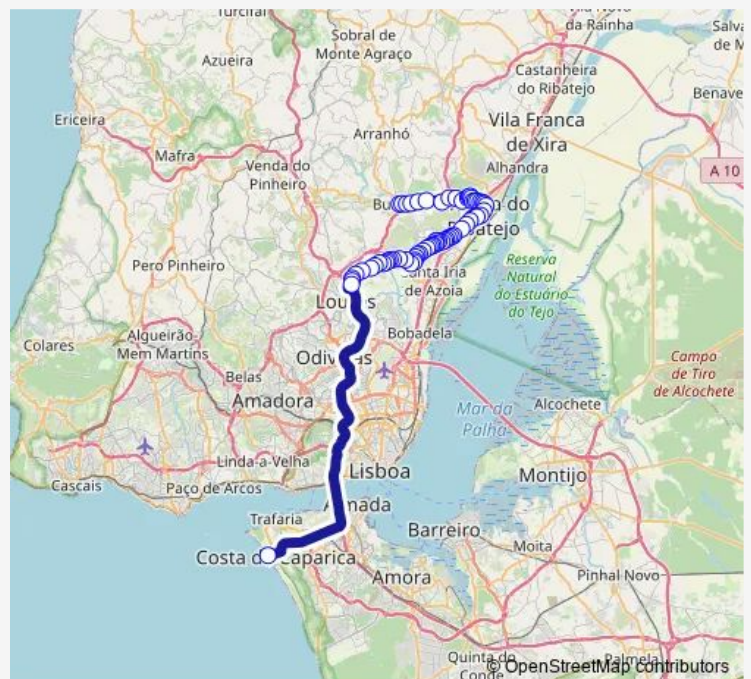 Turcifal
Vila Nova
da Rainha
Sobral de
Monte Agraço
Salva
de M
Azueira
Castanheira
do Ribatejo
Benave
Ericeira
Arranhó
Vila Franca
de Xira
Mafra
Venda do
Pinheiro
Alhandra
A 10
Bu
do
Ribatejo
Pero Pinheiro
Santa Iria
de Azoia
Reserva
Natural
do Estuário
do Tejo
Loures
Algueirão-
Mem Martins
Bobadela
Colares
Odivelas
Campo
de Tiro
de Alcochete
Belas
Amadora
Mar da
Palha
Alcochete
Linda-a-Velha
Lisboa
Montijo
Cascais
Paço de Arcos
Trafaria
Almada
Barreiro
Costa da Caparica
Moita
Amora
Pinhal Novo
Quinta do
Conde
Palmela
© OpenStreetMap contributors